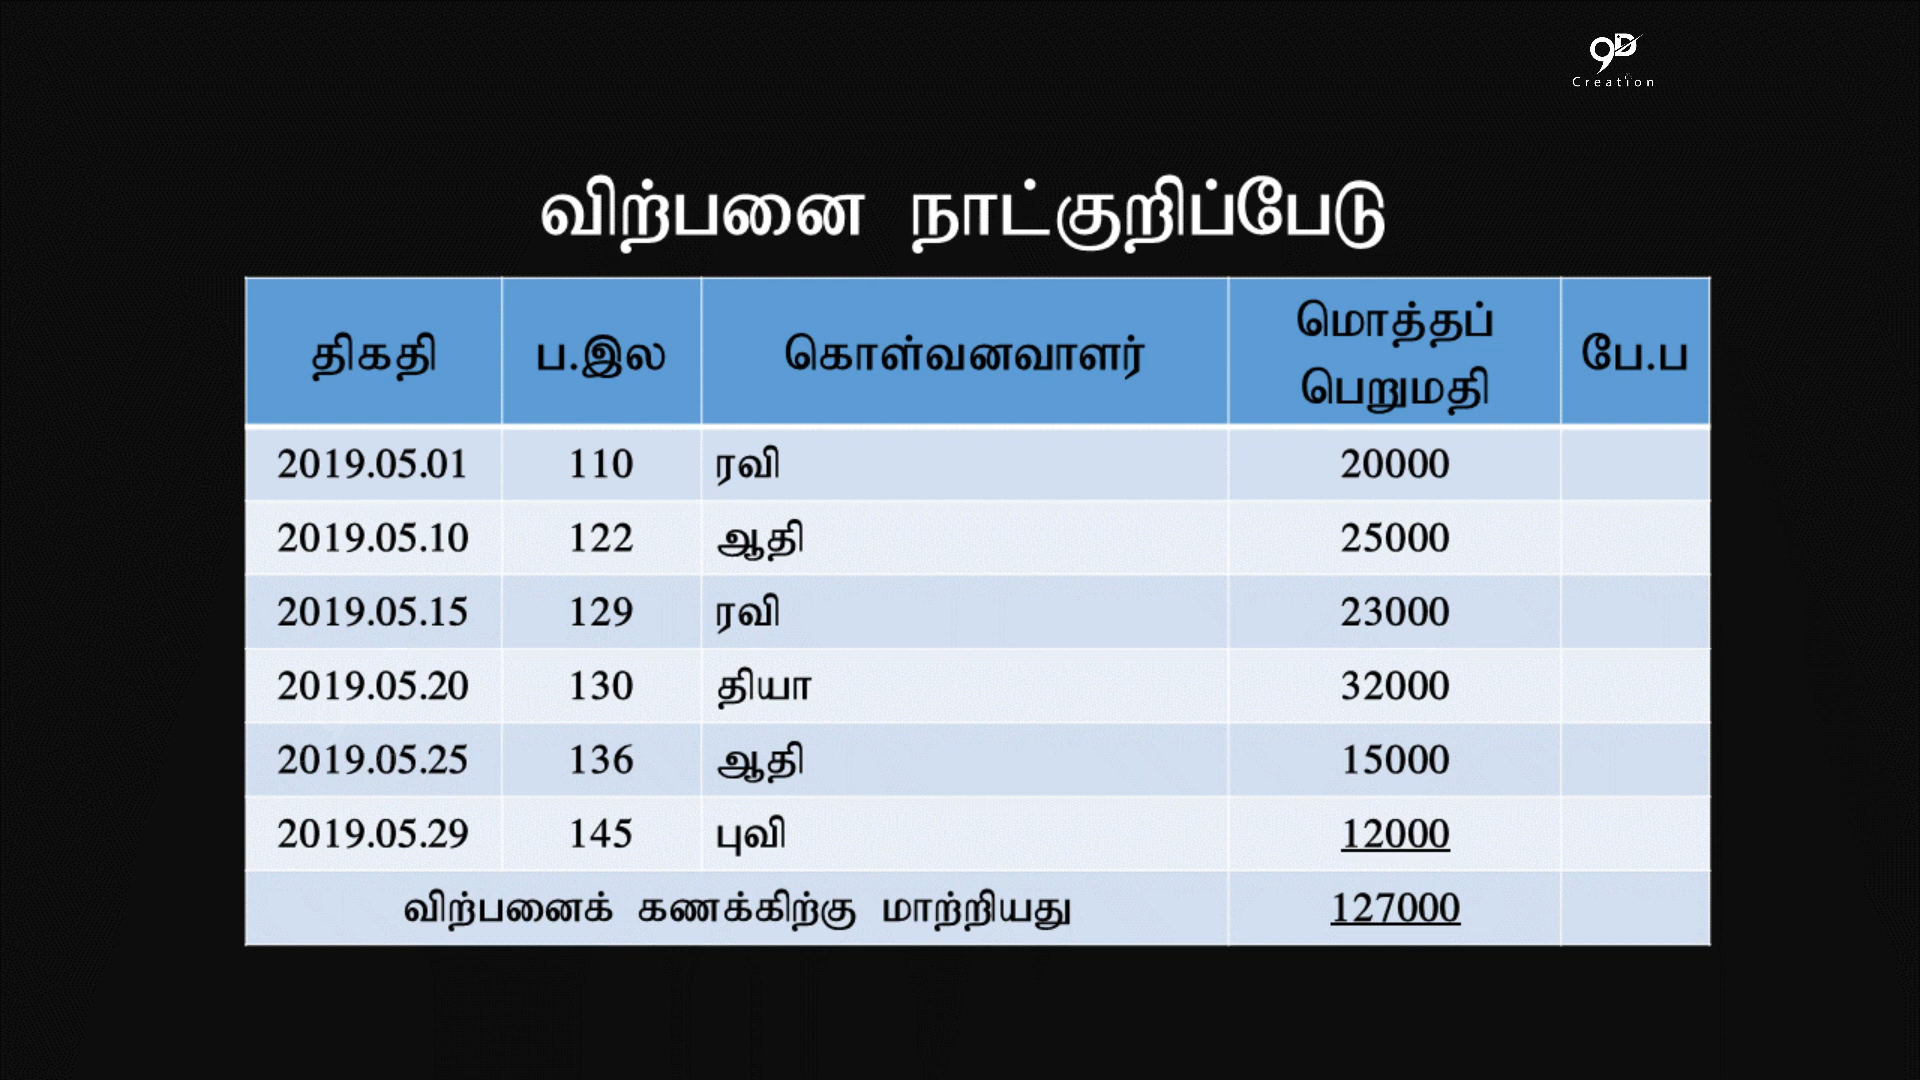 9D
Creation
விற்பனை நாட்குறிப்பேடு
திகதி ப.இல கொள்வனவாளர் மொத்தப் பெறுமதி பே.ப
2019.05.01 110 ரவி 20000
2019.05.10 122 ஆதி 25000
2019.05.15 129 ரவி 23000
2019.05.20 130 தியா 32000
2019.05.25 136 ஆதி 15000
2019.05.29 145 புவி 12000
விற்பனைக் கணக்கிற்கு மாற்றியது 127000